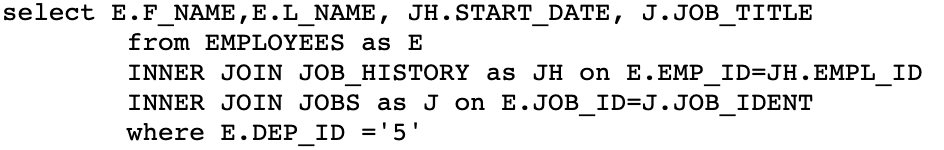 select E.F_NAME,E.L_NAME, JH.START_DATE, J.JOB_TITLE
from EMPLOYEES as E
INNER JOIN JOB_HISTORY as JH on E.EMP_ID=JH.EMPL_ID
INNER JOIN JOBS as J on E.JOB_ID=J.JOB_IDENT
where E.DEP_ID ='5'